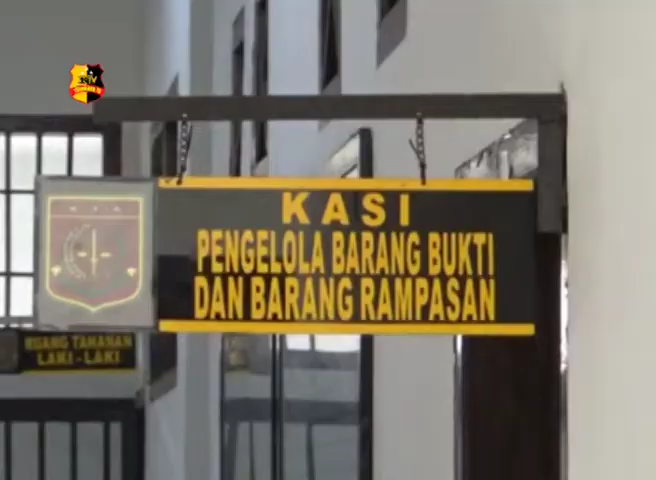 KASI
PENGELOLA BARANG BUKTI
DAN BARANG RAMPASAN
RUANG TAHANAN
LAKI-LAKI